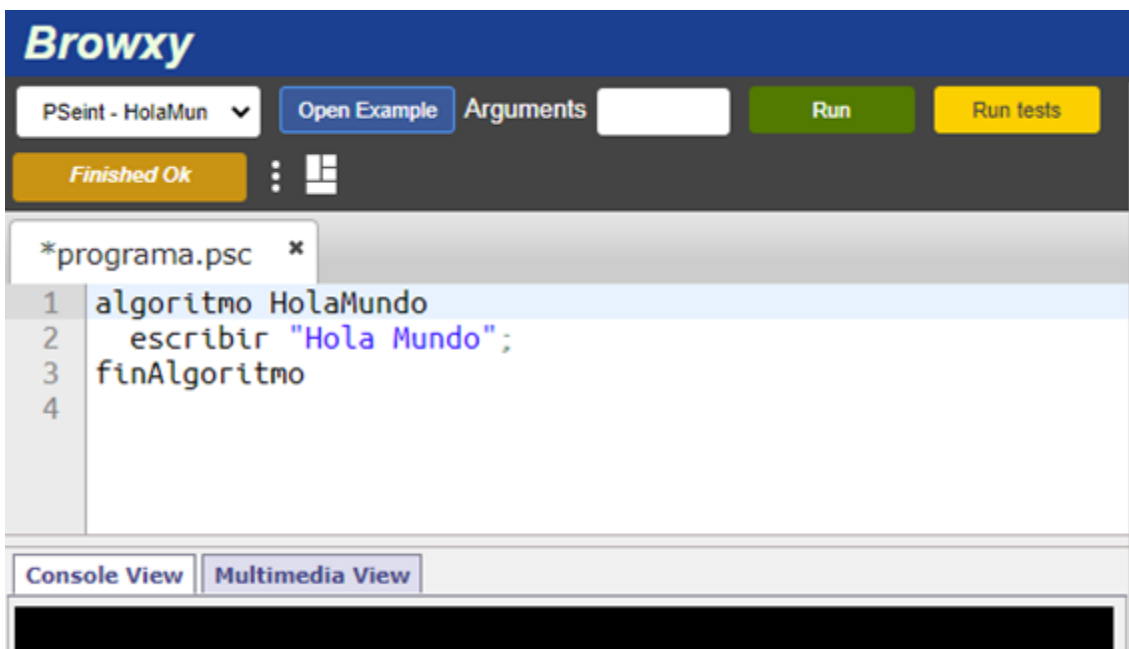 Browxy
PSeint - HolaMun Open Example Arguments Run Run tests
Finished Ok
*programa.psc ×
1 algoritmo HolaMundo
2 escribir "Hola Mundo";
3 finAlgoritmo
4
Console View Multimedia View